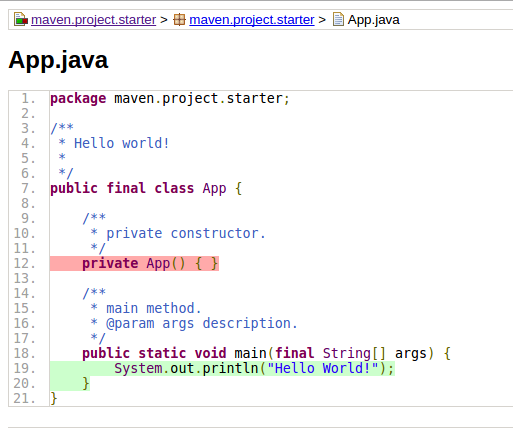 maven.project.starter > maven.project.starter > App.java
App.java
1. package maven.project.starter;
2.
3. /**
4.  * Hello world!
5.  *
6.  */
7. public final class App {
8.
9.     /**
10.      * private constructor.
11.      */
12.     private App() { }
13.
14.     /**
15.      * main method.
16.      * @param args description.
17.      */
18.     public static void main(final String[] args) {
19.         System.out.println("Hello World!");
20.     }
21. }